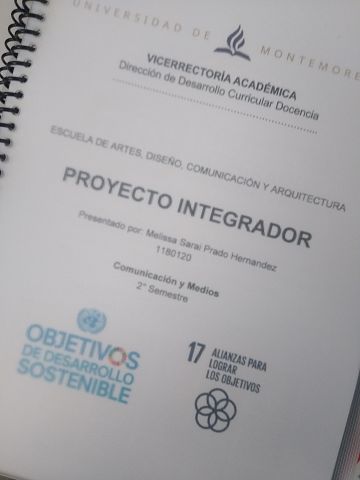 UNIVERSIDAD DE MONTEMORE
VICERRECTORÍA ACADÉMICA
Dirección de Desarrollo Curricular Docencia
ESCUELA DE ARTES, DISEÑO, COMUNICACIÓN Y ARQUITECTURA
PROYECTO INTEGRADOR
Presentado por: Melissa Sarai Prado Hernandez
1180120
Comunicación y Medios
2° Semestre
OBJETIVOS
DE DESARROLLO
SOSTENIBLE
17 ALIANZAS PARA
LOGRAR
LOS OBJETIVOS